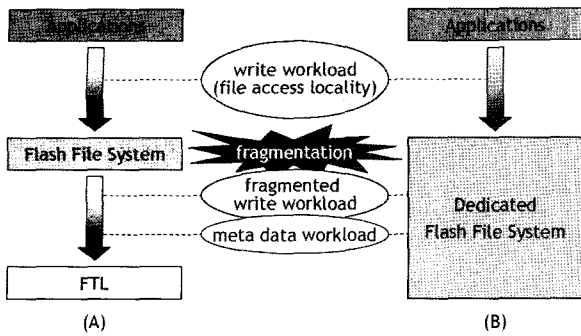 Applications
Applications
write workload
(file access locality)
fragmentation
Flash File System
fragmented
write workload
Dedicated
Flash File System
meta data workload
FTL
(A)
(B)